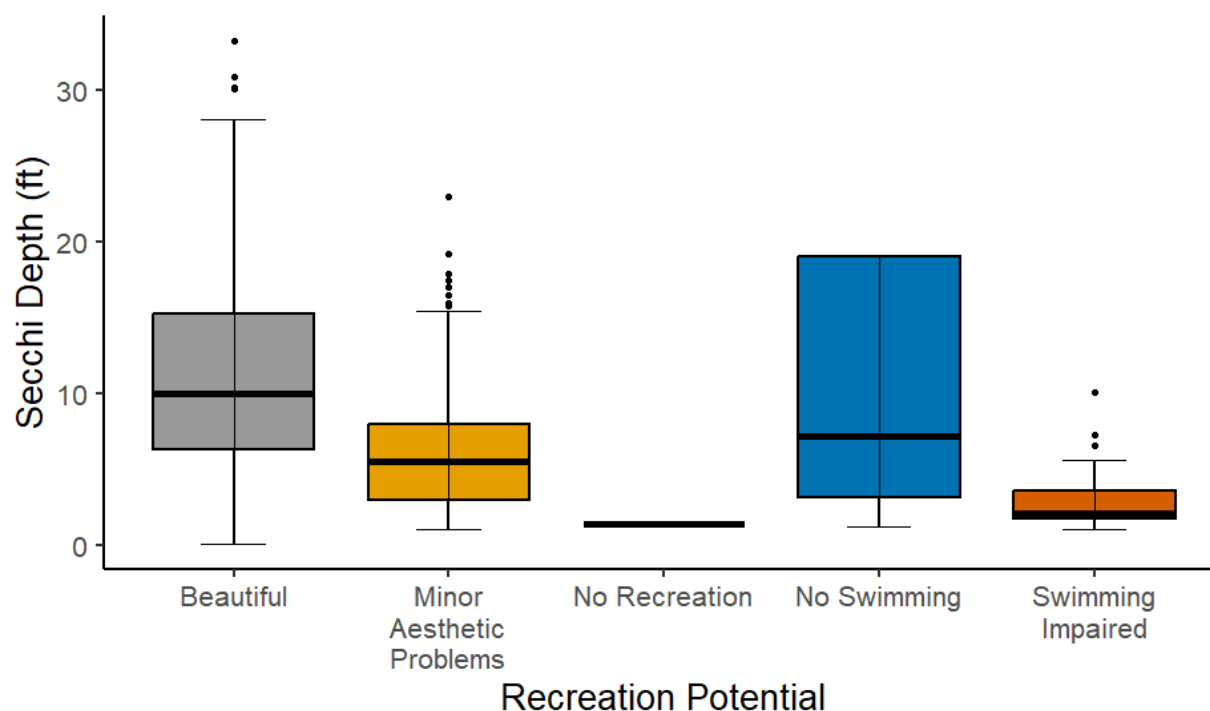 Secchi Depth (ft)
30
20
10
0
Beautiful
Minor
Aesthetic
Problems
No Recreation
No Swimming
Swimming
Impaired
Recreation Potential